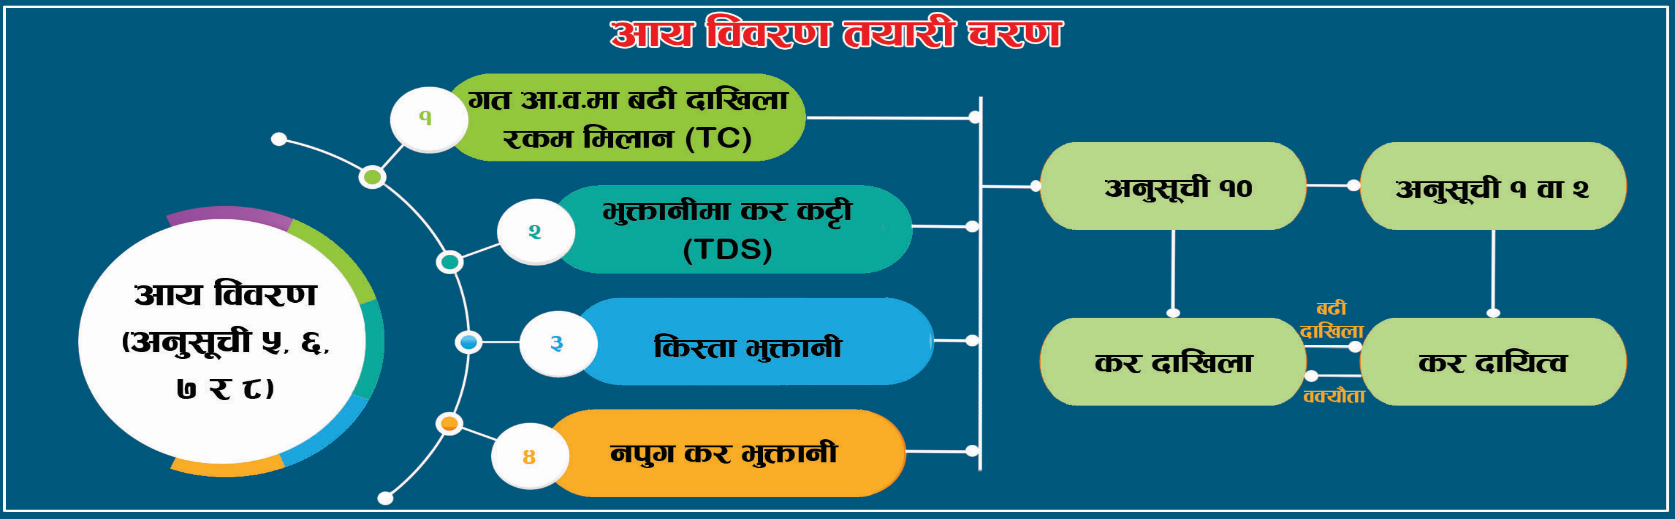 आय विवरण तयारी चरण
आय विवरण
(अनुसूची ५, ६,
७ र ८)
१
गत आ.व.मा बढी दाखिला
रकम मिलान (TC)
२
भुक्तानीमा कर कट्टी
(TDS)
३
किस्ता भुक्तानी
४
नपुग कर भुक्तानी
अनुसूची १०
अनुसूची १ वा २
कर दाखिला
बढी
दाखिला
वक्यौता
कर दायित्व